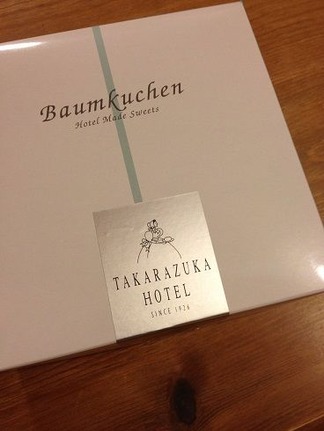 Baumkuchen
Hotel Made Sweets
TAKARAZUKA
HOTEL
SINCE 1926